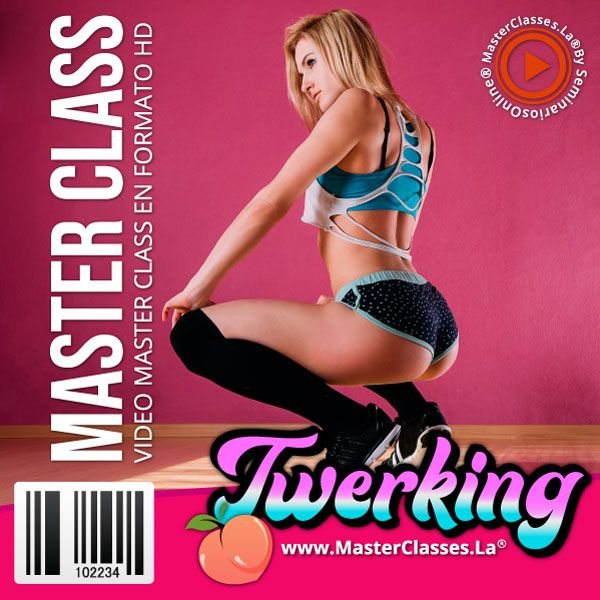 MASTER CLASS
VIDEO MASTER CLASS EN FORMATO HD
MasterClasses.La® By SeminariosOnline®
Twerking
www.MasterClasses.La®
102234